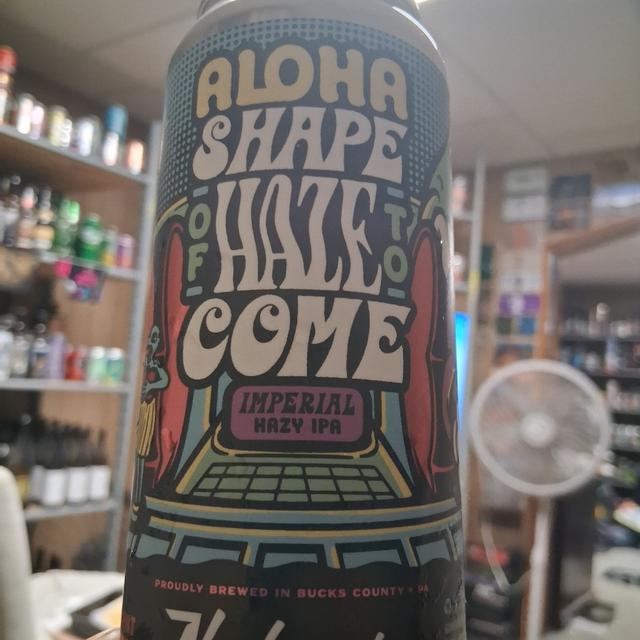 ALOHA
SHAPE
OF HAZE TO
COME
IMPERIAL
HAZY IPA
PROUDLY BREWED IN BUCKS COUNTY • PA